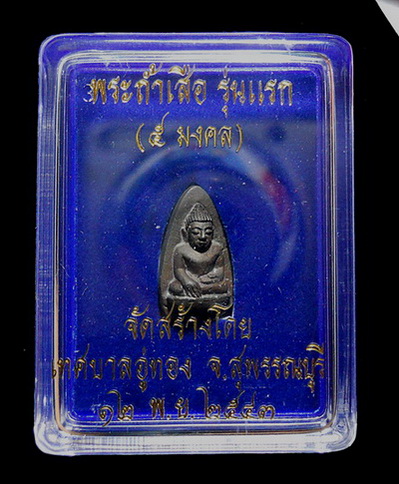 พระถ้ำเสือ รุ่นแรก
(๕ มงคล)
จัดสร้างโดย
เทศบาลอู่ทอง จ.สุพรรณบุรี
๑๒ พ.ย. ๒๕๔๓